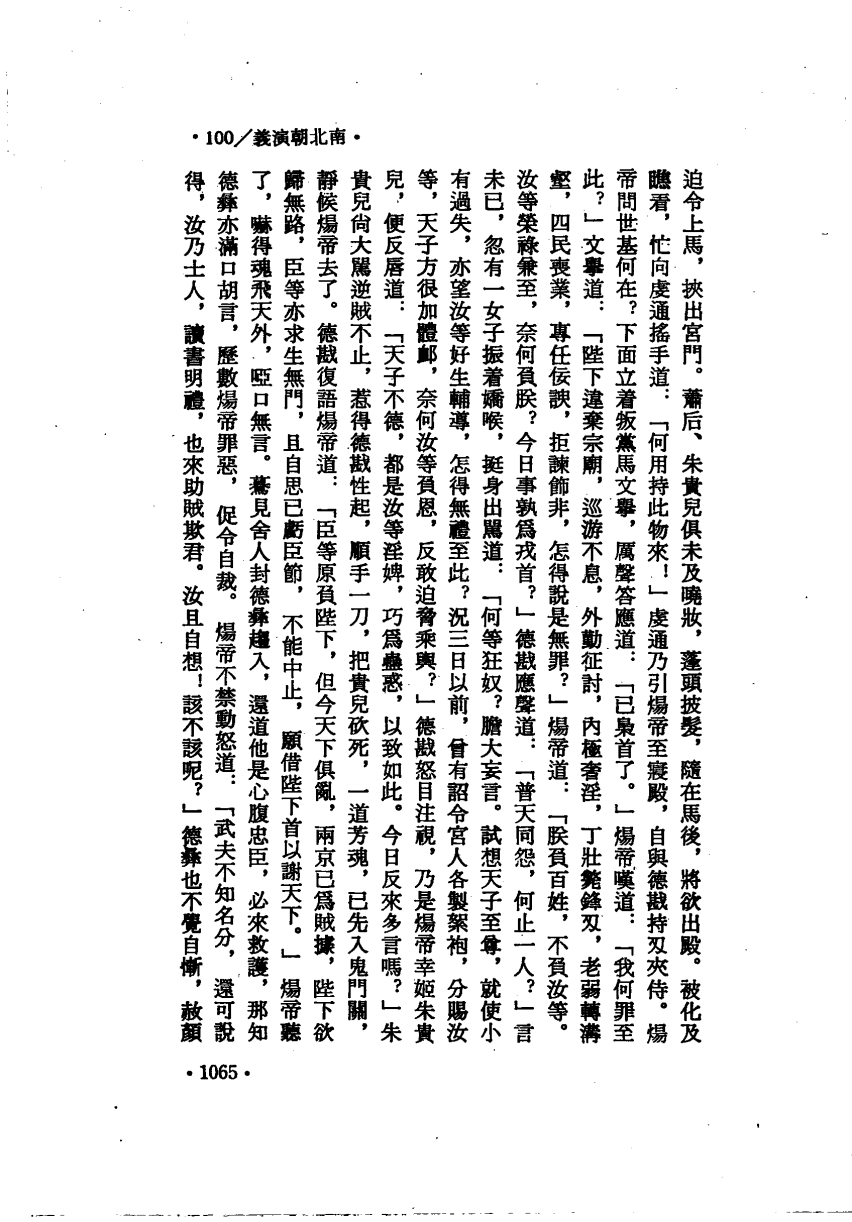 •南北朝演義/100•
迫令上馬，挾出宮門。蕭后、朱貴兒俱未及曉妝，蓬頭披髮，隨在馬後，將欲出殿。被化及
瞧看，忙向虔通搖手道：「何用持此物來！」虔通乃引煬帝至寢殿，自與德戡持刄夾侍。煬
帝問世基何在？下面立着叛黨馬文舉，厲聲答應道：「已梟首了。」煬帝嘆道：「我何罪至
此？」文舉道：「陛下違棄宗廟，巡游不息，外勤征討，內極奢淫，丁壯斃鋒刄，老弱轉溝
壑，四民喪業，專任佞諛，拒諫飾非，怎得說是無罪？」煬帝道：「朕負百姓，不負汝等。
汝等榮祿兼至，奈何負朕？今日事孰爲戎首？」德戡應聲道：「普天同怨，何止一人？」言
未已，忽有一女子振着嬌喉，挺身出駡道：「何等狂奴？膽大妄言。試想天子至尊，就使小
有過失，亦望汝等好生輔導，怎得無禮至此？況三日以前，曾有詔令宮人各製絮袍，分賜汝
等，天子方很加體卹，奈何汝等負恩，反敢迫脅乘輿？」德戡怒目注視，乃是煬帝幸姬朱貴
兒，便反唇道：「天子不德，都是汝等淫婢，巧爲蠱惑，以致如此。今日反來多言嗎？」朱
貴兒尙大駡逆賊不止，惹得德戡性起，順手一刀，把貴兒砍死，一道芳魂，已先入鬼門關，
靜候煬帝去了。德戡復語煬帝道：「臣等原負陛下，但今天下俱亂，兩京已爲賊據，陛下欲
歸無路，臣等亦求生無門，且自思已虧臣節，不能中止，願借陛下首以謝天下。」煬帝聽
了，嚇得魂飛天外，啞口無言。驀見舍人封德彝趨入，還道他是心腹忠臣，必來救護，那知
德彝亦滿口胡言，歷數煬帝罪惡，促令自裁。煬帝不禁動怒道：「武夫不知名分，還可說
得，汝乃士人，讀書明禮，也來助賊欺君。汝且自想！該不該呢？」德彝也不覺自慚，赧顏
•1065•